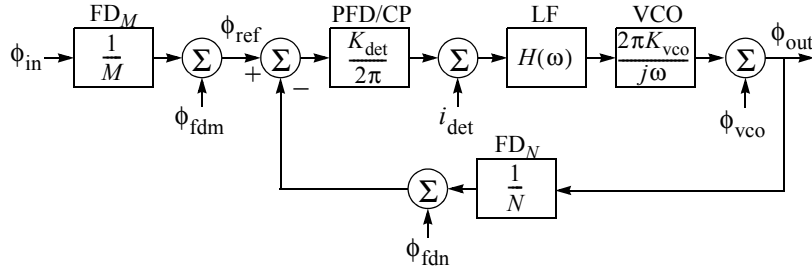 FD_M
PFD/CP
LF
VCO
ϕ_in
1/M
Σ
ϕ_ref
+
Σ
−
K_det/2π
Σ
H(ω)
2πK_vco/jω
Σ
ϕ_out
ϕ_fdm
i_det
ϕ_vco
FD_N
Σ
1/N
ϕ_fdn